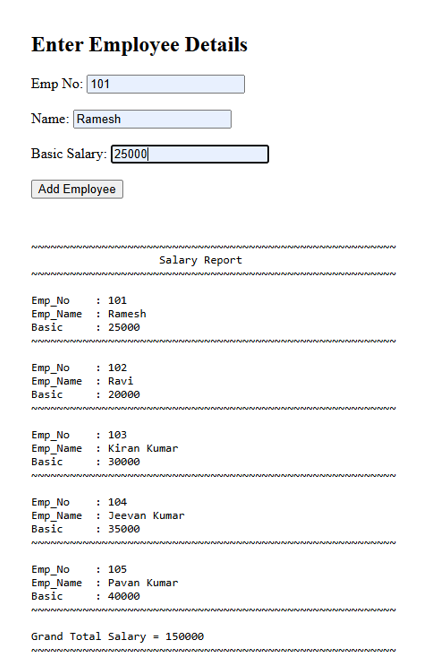 Enter Employee Details
Emp No: 101
Name: Ramesh
Basic Salary: 25000
Add Employee
~~~~~~~~~~~~~~~~~~~~~~~~~~~~~~~~~~~~~~~~~~~~~~~~~~~~~~~~~
Salary Report
~~~~~~~~~~~~~~~~~~~~~~~~~~~~~~~~~~~~~~~~~~~~~~~~~~~~~~~~~
Emp_No    : 101
Emp_Name  : Ramesh
Basic     : 25000
~~~~~~~~~~~~~~~~~~~~~~~~~~~~~~~~~~~~~~~~~~~~~~~~~~~~~~~~~
Emp_No    : 102
Emp_Name  : Ravi
Basic     : 20000
~~~~~~~~~~~~~~~~~~~~~~~~~~~~~~~~~~~~~~~~~~~~~~~~~~~~~~~~~
Emp_No    : 103
Emp_Name  : Kiran Kumar
Basic     : 30000
~~~~~~~~~~~~~~~~~~~~~~~~~~~~~~~~~~~~~~~~~~~~~~~~~~~~~~~~~
Emp_No    : 104
Emp_Name  : Jeevan Kumar
Basic     : 35000
~~~~~~~~~~~~~~~~~~~~~~~~~~~~~~~~~~~~~~~~~~~~~~~~~~~~~~~~~
Emp_No    : 105
Emp_Name  : Pavan Kumar
Basic     : 40000
~~~~~~~~~~~~~~~~~~~~~~~~~~~~~~~~~~~~~~~~~~~~~~~~~~~~~~~~~
Grand Total Salary = 150000
~~~~~~~~~~~~~~~~~~~~~~~~~~~~~~~~~~~~~~~~~~~~~~~~~~~~~~~~~